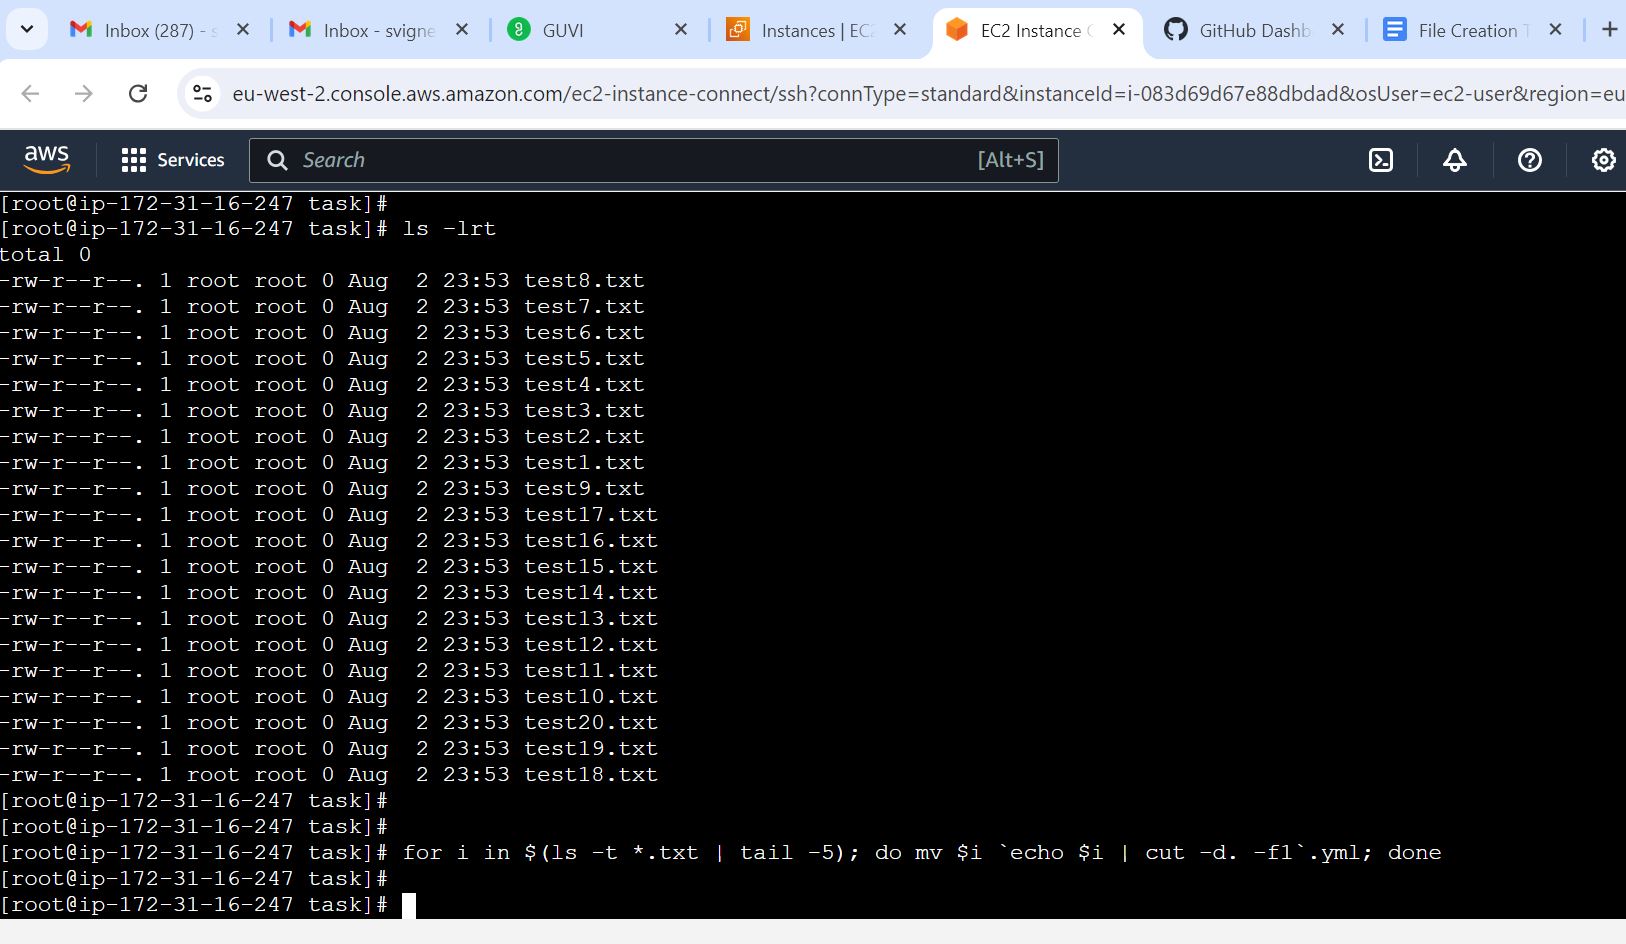 Inbox (287) - s
Inbox - svigne
GUVI
Instances | EC2
EC2 Instance C
GitHub Dashb
File Creation T
eu-west-2.console.aws.amazon.com/ec2-instance-connect/ssh?connType=standard&instanceId=i-083d69d67e88dbdad&osUser=ec2-user&region=eu
aws
Services
Search
[Alt+S]
[root@ip-172-31-16-247 task]#
[root@ip-172-31-16-247 task]# ls -lrt
total 0
-rw-r--r--. 1 root root 0 Aug  2 23:53 test8.txt
-rw-r--r--. 1 root root 0 Aug  2 23:53 test7.txt
-rw-r--r--. 1 root root 0 Aug  2 23:53 test6.txt
-rw-r--r--. 1 root root 0 Aug  2 23:53 test5.txt
-rw-r--r--. 1 root root 0 Aug  2 23:53 test4.txt
-rw-r--r--. 1 root root 0 Aug  2 23:53 test3.txt
-rw-r--r--. 1 root root 0 Aug  2 23:53 test2.txt
-rw-r--r--. 1 root root 0 Aug  2 23:53 test1.txt
-rw-r--r--. 1 root root 0 Aug  2 23:53 test9.txt
-rw-r--r--. 1 root root 0 Aug  2 23:53 test17.txt
-rw-r--r--. 1 root root 0 Aug  2 23:53 test16.txt
-rw-r--r--. 1 root root 0 Aug  2 23:53 test15.txt
-rw-r--r--. 1 root root 0 Aug  2 23:53 test14.txt
-rw-r--r--. 1 root root 0 Aug  2 23:53 test13.txt
-rw-r--r--. 1 root root 0 Aug  2 23:53 test12.txt
-rw-r--r--. 1 root root 0 Aug  2 23:53 test11.txt
-rw-r--r--. 1 root root 0 Aug  2 23:53 test10.txt
-rw-r--r--. 1 root root 0 Aug  2 23:53 test20.txt
-rw-r--r--. 1 root root 0 Aug  2 23:53 test19.txt
-rw-r--r--. 1 root root 0 Aug  2 23:53 test18.txt
[root@ip-172-31-16-247 task]#
[root@ip-172-31-16-247 task]#
[root@ip-172-31-16-247 task]# for i in $(ls -t *.txt | tail -5); do mv $i `echo $i | cut -d. -f1`.yml; done
[root@ip-172-31-16-247 task]#
[root@ip-172-31-16-247 task]#